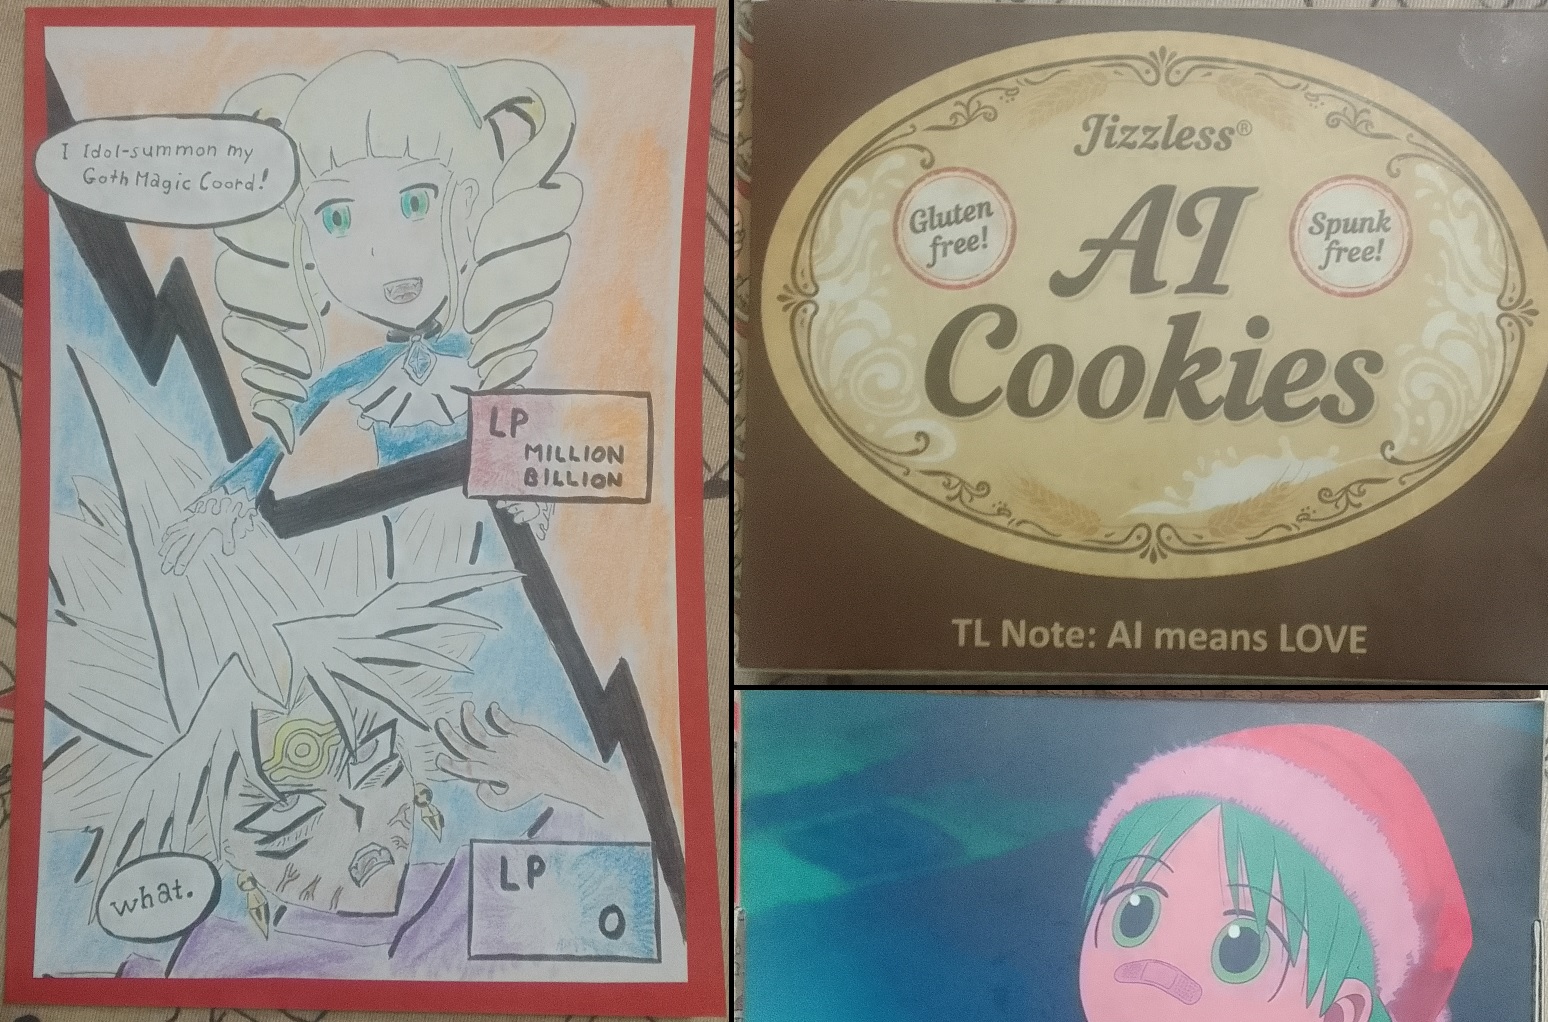 I Idol-summon my
Goth Magic Coord!
LP
MILLION
BILLION
what.
LP
0
Jizzless®
Gluten
free!
AI
Cookies
Spunk
free!
TL Note: AI means LOVE